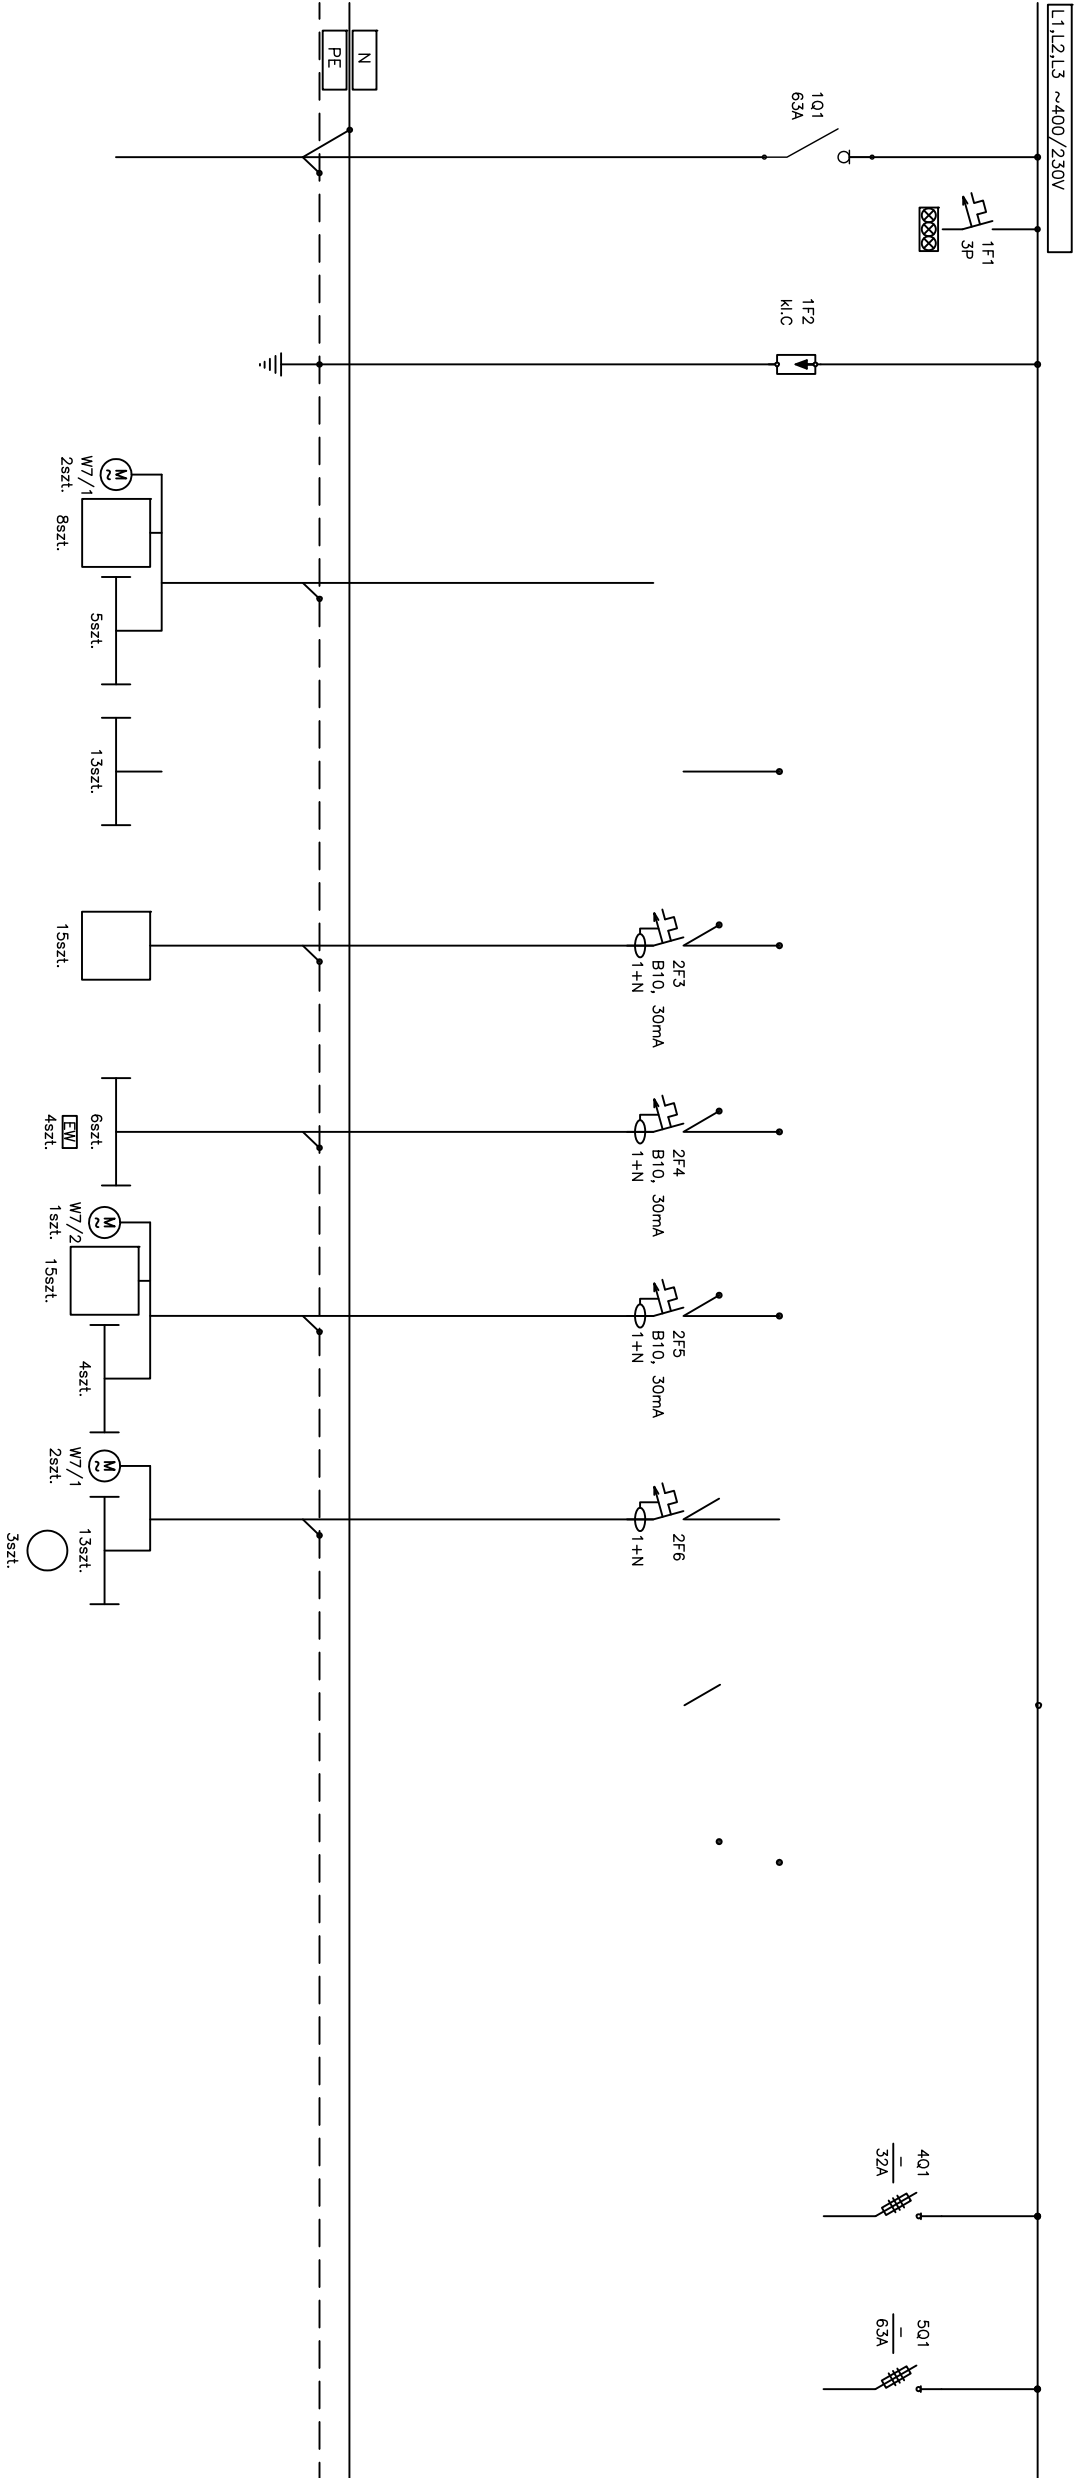 L1,L2,L3 ~400/230V
N
PE
1Q1
63A
1F1
3P
1F2
kl.C
M
~
W7/1
2szt.
8szt.
5szt.
13szt.
2F3
B10, 30mA
1+N
15szt.
2F4
B10, 30mA
1+N
6szt.
EW
4szt.
2F5
B10, 30mA
1+N
M
~
W7/2
1szt.
15szt.
4szt.
2F6
1+N
M
~
W7/1
2szt.
13szt.
3szt.
4Q1
-
32A
5Q1
-
63A